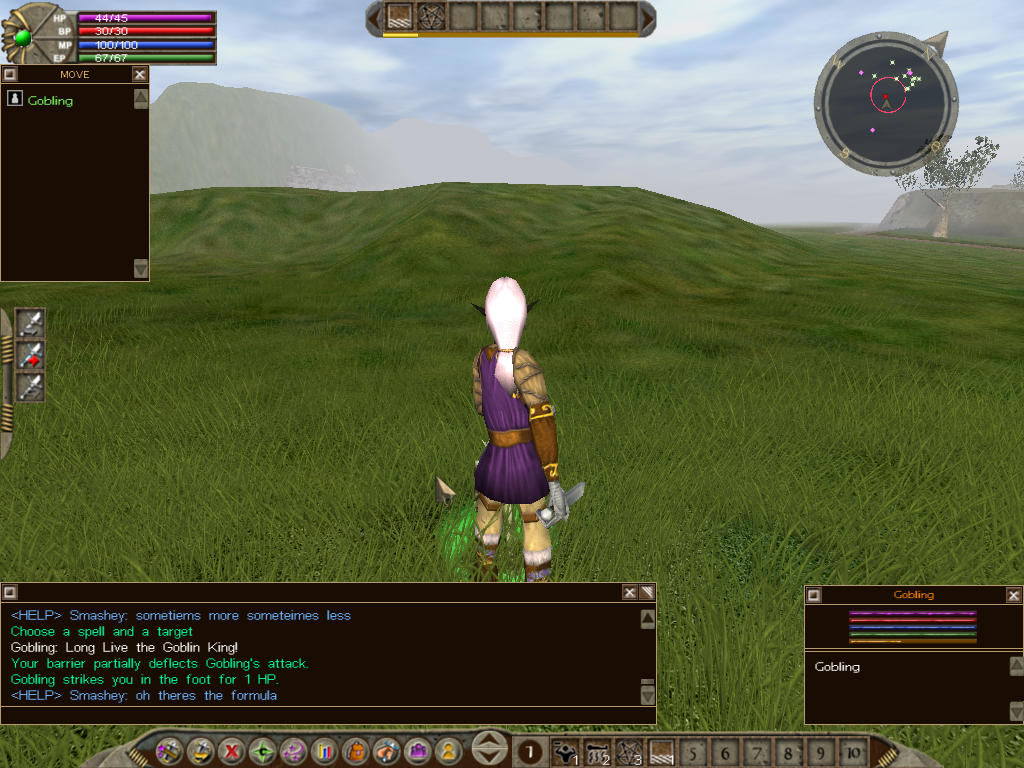 HP 44/45
BP 30/30
MP 100/100
EP 67/67
MOVE
Gobling
<HELP> Smashey: sometiems more someteimes less
Choose a spell and a target
Gobling: Long Live the Goblin King!
Your barrier partially deflects Gobling's attack.
Gobling strikes you in the foot for 1 HP.
<HELP> Smashey: oh theres the formula
Gobling
Gobling
1 1 2 3 5 6 7 8 9 10